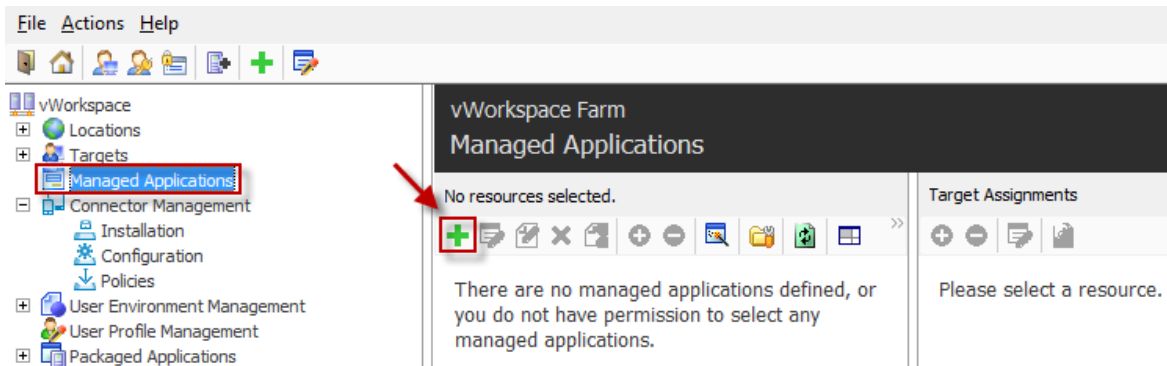 File Actions Help
vWorkspace
Locations
Targets
Managed Applications
Connector Management
Installation
Configuration
Policies
User Environment Management
User Profile Management
Packaged Applications
vWorkspace Farm
Managed Applications
No resources selected.
There are no managed applications defined, or
you do not have permission to select any
managed applications.
Target Assignments
Please select a resource.